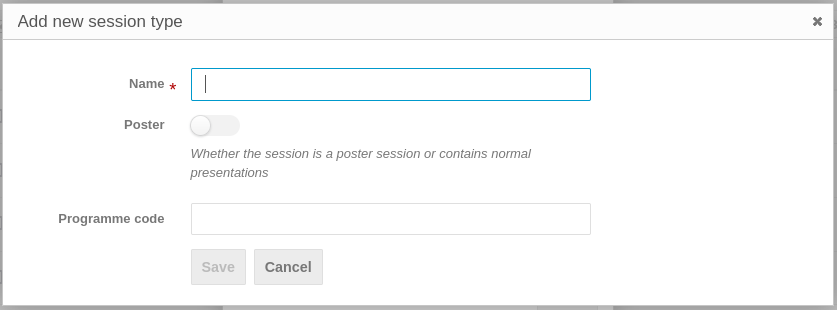 Add new session type
Name *
Poster
Whether the session is a poster session or contains normal
presentations
Programme code
Save Cancel